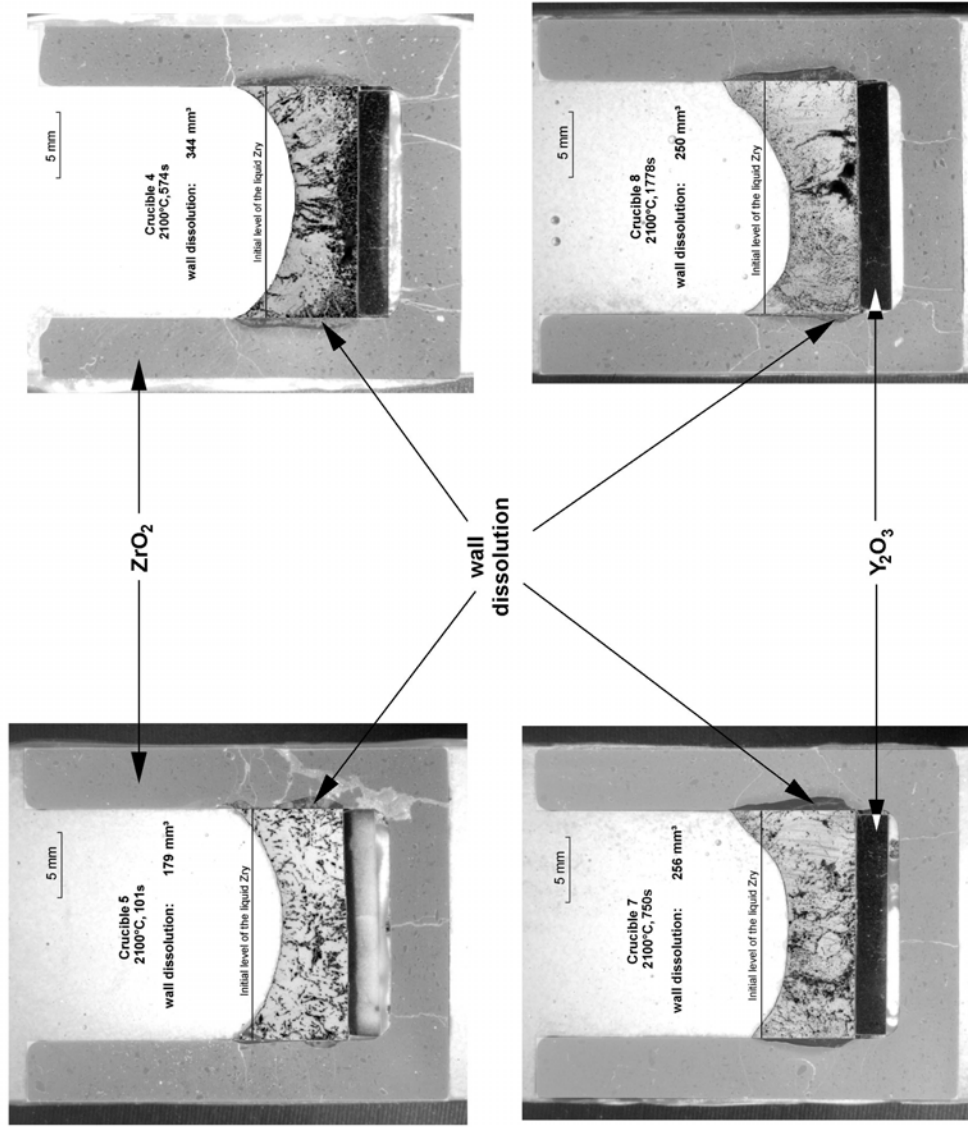 5 mm
Crucible 5
2100°C, 101s
wall dissolution: 179 mm³
Initial level of the liquid Zry
5 mm
Crucible 4
2100°C, 574s
wall dissolution: 344 mm³
Initial level of the liquid Zry
ZrO₂
wall
dissolution
Y₂O₃
5 mm
Crucible 7
2100°C, 750s
wall dissolution: 256 mm³
Initial level of the liquid Zry
5 mm
Crucible 8
2100°C, 1778s
wall dissolution: 250 mm³
Initial level of the liquid Zry